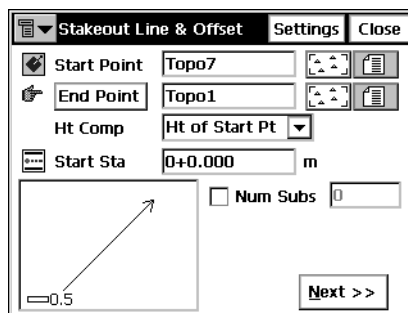 Stakeout Line & Offset Settings Close
Start Point Topo7
End Point Topo1
Ht Comp Ht of Start Pt
Start Sta 0+0.000 m
Num Subs 0
0.5
Next >>